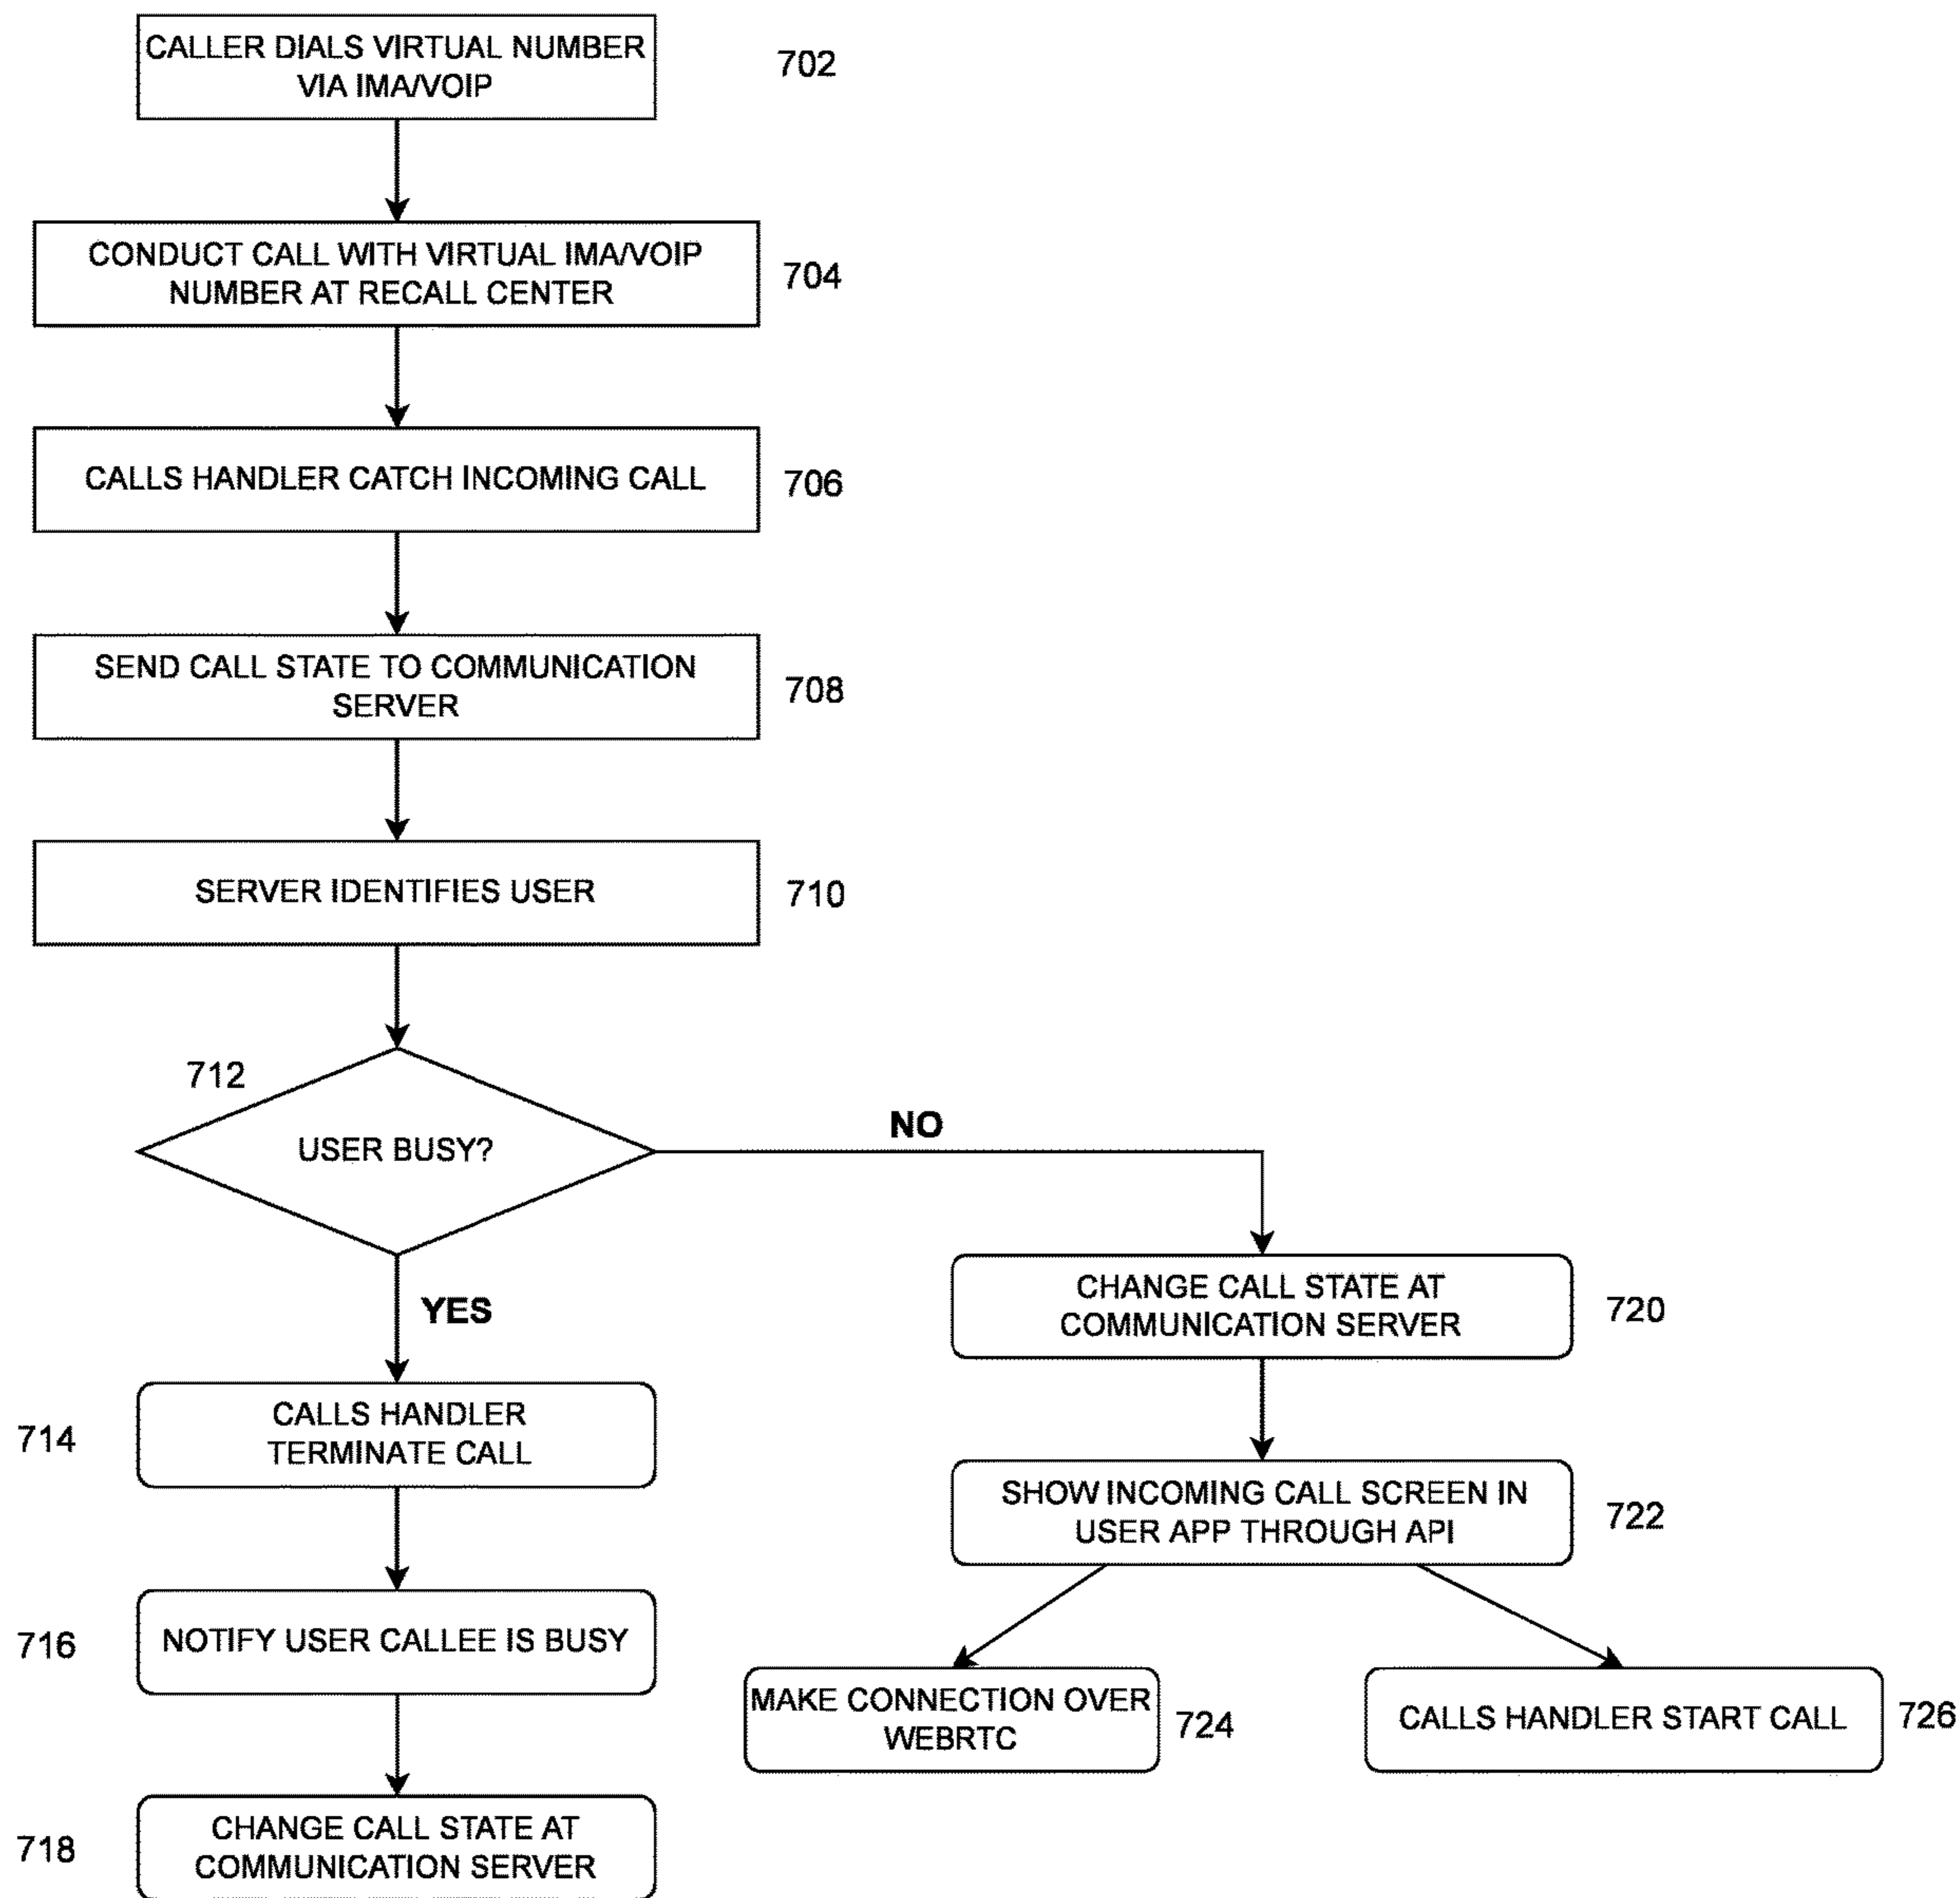 CALLER DIALS VIRTUAL NUMBER
VIA IMA/VOIP
702
CONDUCT CALL WITH VIRTUAL IMA/VOIP
NUMBER AT RECALL CENTER
704
CALLS HANDLER CATCH INCOMING CALL
706
SEND CALL STATE TO COMMUNICATION
SERVER
708
SERVER IDENTIFIES USER
710
712
USER BUSY?
NO
YES
CALLS HANDLER
TERMINATE CALL
714
NOTIFY USER CALLEE IS BUSY
716
CHANGE CALL STATE AT
COMMUNICATION SERVER
718
CHANGE CALL STATE AT
COMMUNICATION SERVER
720
SHOW INCOMING CALL SCREEN IN
USER APP THROUGH API
722
MAKE CONNECTION OVER
WEBRTC
724
CALLS HANDLER START CALL
726